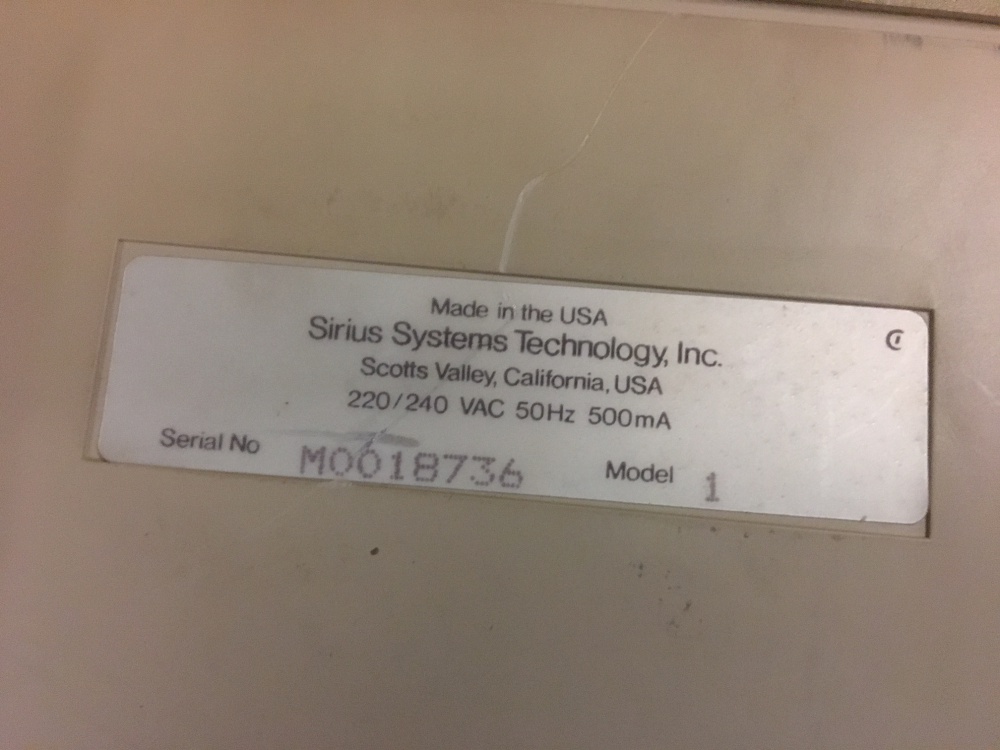 Made in the USA
Sirius Systems Technology, Inc.
Scotts Valley, California, USA
220/240 VAC 50Hz 500mA
Serial No M0018736 Model 1